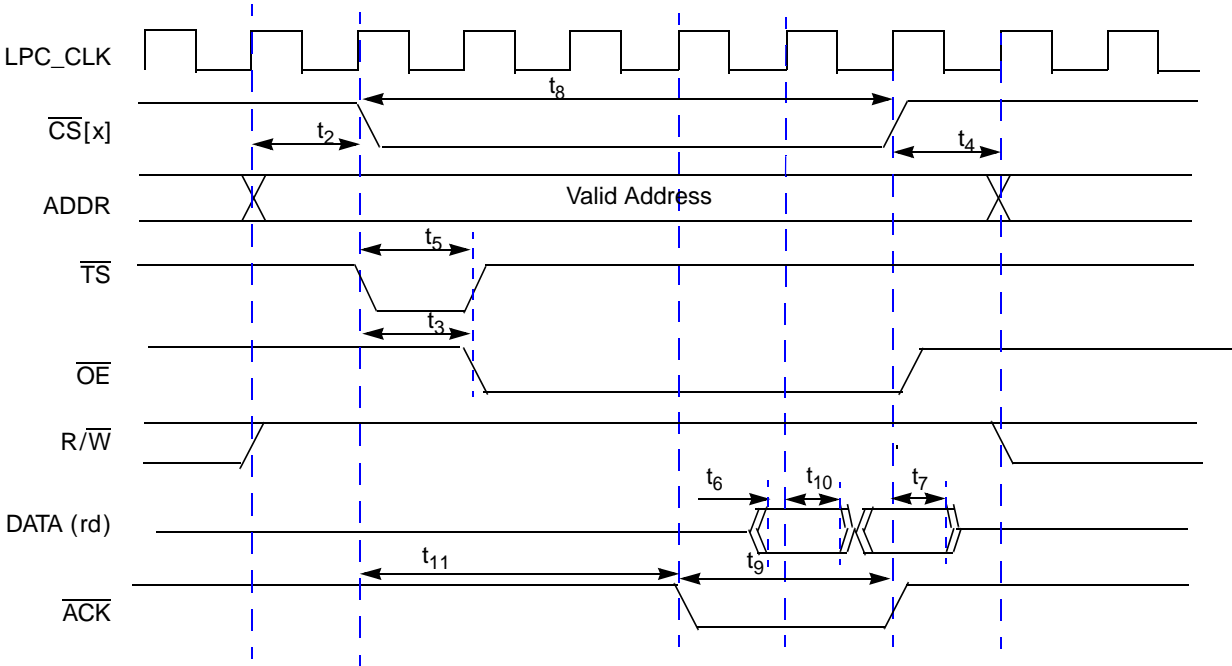 LPC_CLK
t8
CS[x]
t2
t4
ADDR
Valid Address
t5
TS
t3
OE
R/W
t6
t10
t7
DATA (rd)
t11
t9
ACK